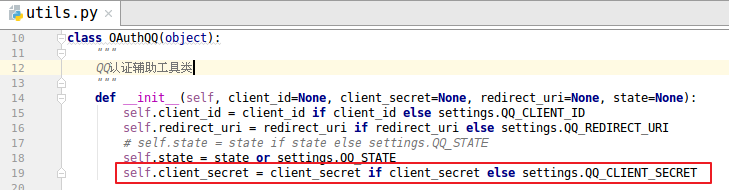 utils.py ×
10 class OAuthQQ(object):
11 """
12 QQ认证辅助工具类
13 """
14 def __init__(self, client_id=None, client_secret=None, redirect_uri=None, state=None):
15 self.client_id = client_id if client_id else settings.QQ_CLIENT_ID
16 self.redirect_uri = redirect_uri if redirect_uri else settings.QQ_REDIRECT_URI
17 # self.state = state if state else settings.QQ_STATE
18 self.state = state or settings.QQ_STATE
19 self.client_secret = client_secret if client_secret else settings.QQ_CLIENT_SECRET
20